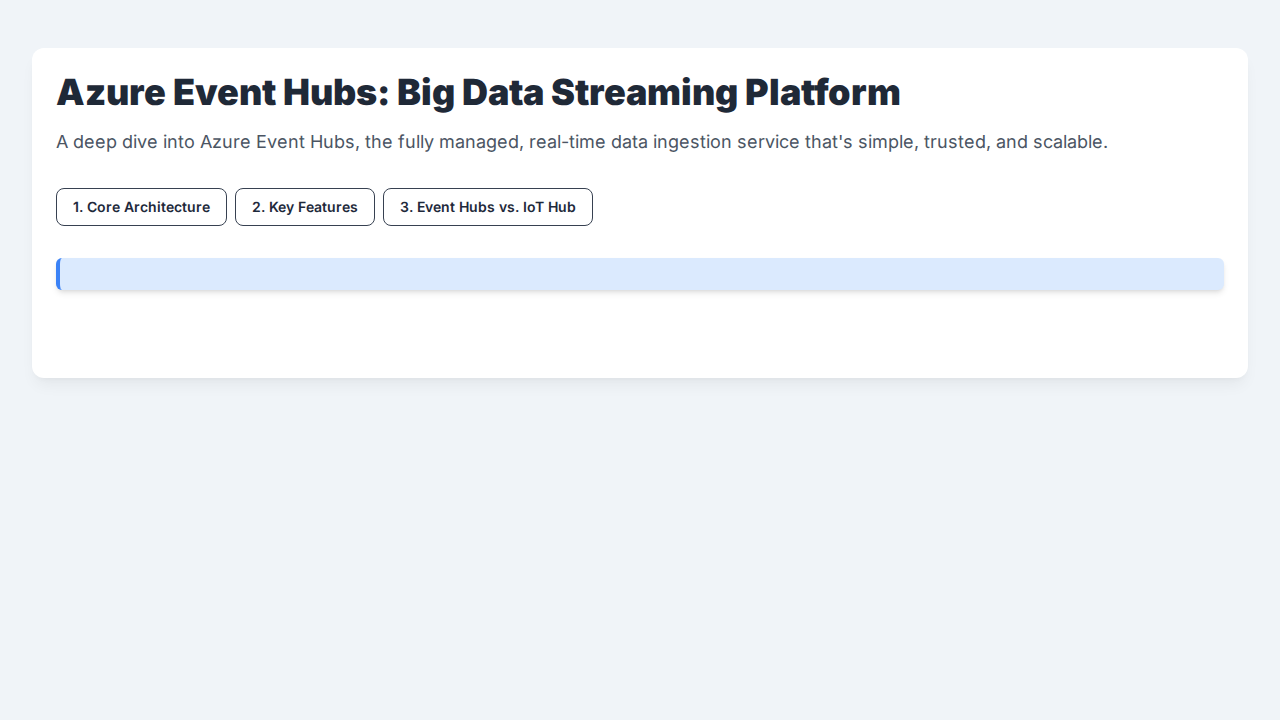 Azure Event Hubs: Big Data Streaming Platform
A deep dive into Azure Event Hubs, the fully managed, real-time data ingestion service that's simple, trusted, and scalable.
1. Core Architecture
2. Key Features
3. Event Hubs vs. IoT Hub